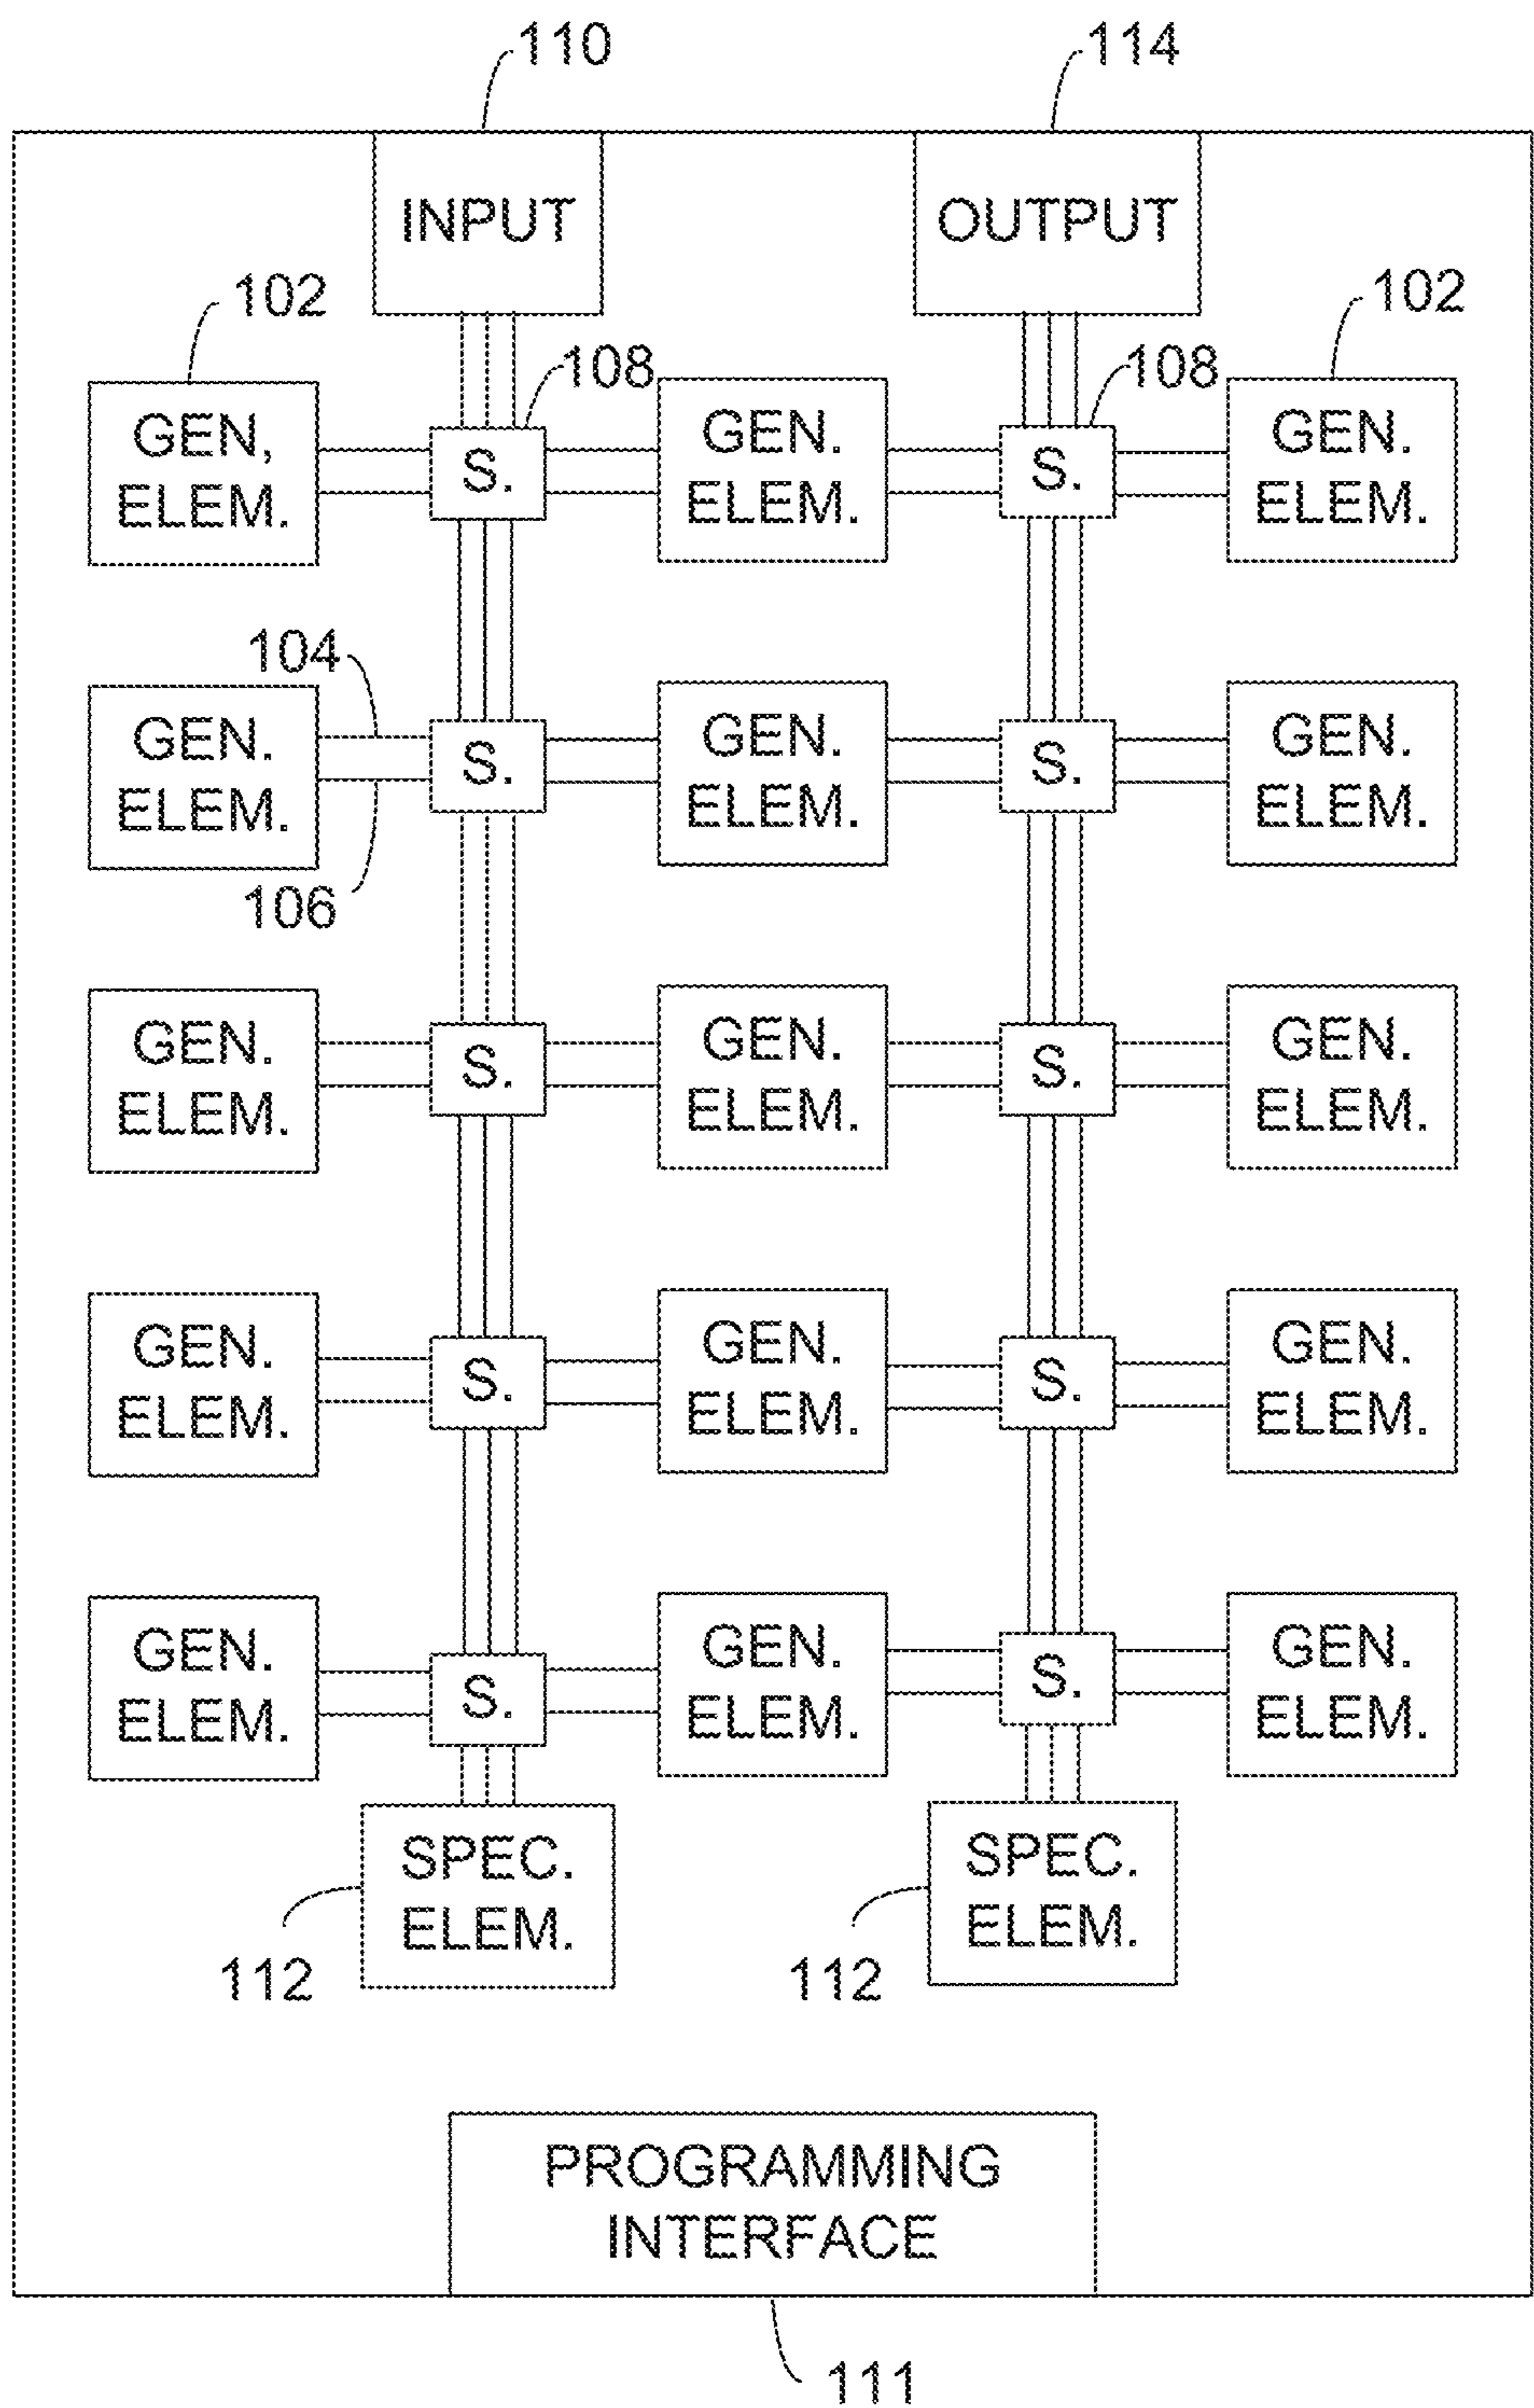 110
114
INPUT
OUTPUT
102
102
108
108
GEN,
ELEM.
S.
GEN.
ELEM.
S.
GEN.
ELEM.
104
GEN.
ELEM.
S.
GEN.
ELEM.
S.
GEN.
ELEM.
106
GEN.
ELEM.
S.
GEN.
ELEM.
S.
GEN.
ELEM.
GEN.
ELEM.
S.
GEN.
ELEM.
S.
GEN.
ELEM.
GEN.
ELEM.
S.
GEN.
ELEM.
S.
GEN.
ELEM.
SPEC.
ELEM.
SPEC.
ELEM.
112
112
PROGRAMMING
INTERFACE
111